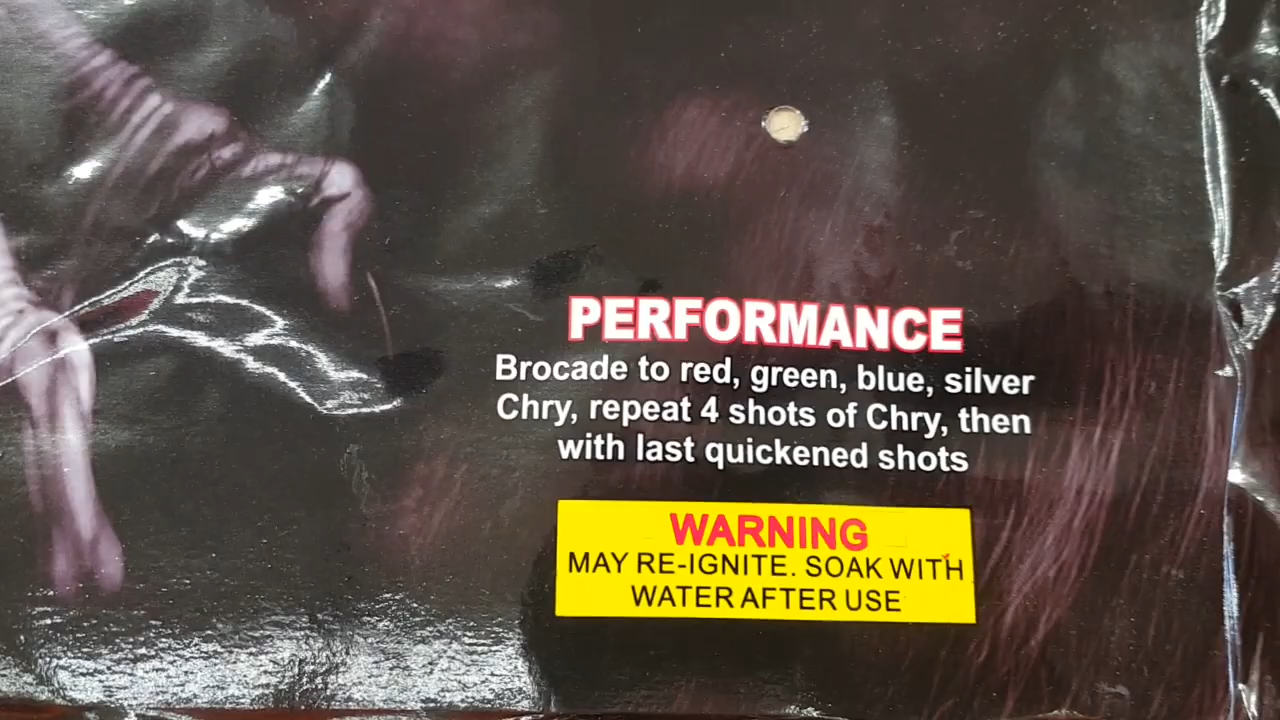 PERFORMANCE
Brocade to red, green, blue, silver
Chry, repeat 4 shots of Chry, then
with last quickened shots
WARNING
MAY RE-IGNITE. SOAK WITH
WATER AFTER USE